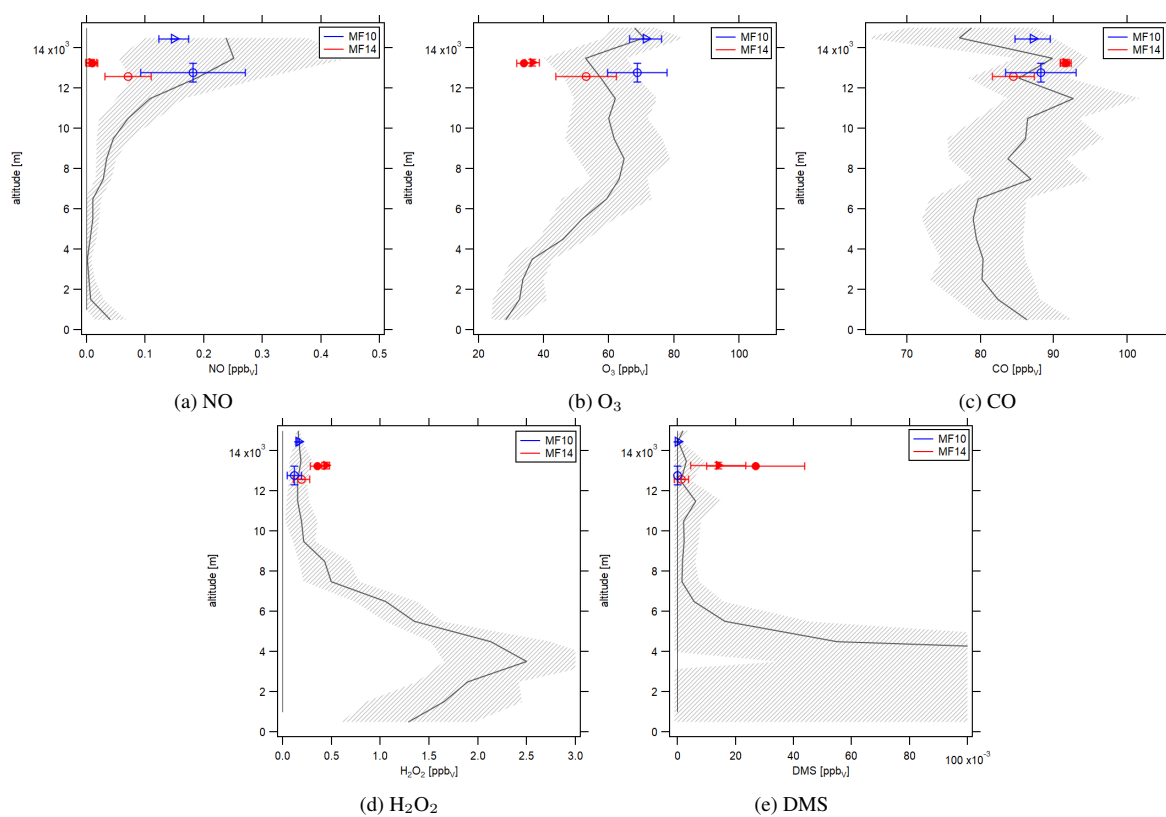 MF10
MF14
14 x10³
12
10
8
6
4
2
0
altitude [m]
0.0 0.1 0.2 0.3 0.4 0.5
NO [ppbV]
(a) NO
MF10
MF14
14 x10³
12
10
8
6
4
2
0
altitude [m]
20 40 60 80 100
O₃ [ppbV]
(b) O₃
MF10
MF14
14 x10³
12
10
8
6
4
2
0
altitude [m]
70 80 90 100
CO [ppbV]
(c) CO
MF10
MF14
14 x10³
12
10
8
6
4
2
0
altitude [m]
0.0 0.5 1.0 1.5 2.0 2.5 3.0
H₂O₂ [ppbV]
(d) H₂O₂
MF10
MF14
14 x10³
12
10
8
6
4
2
0
altitude [m]
0 20 40 60 80 100 x10⁻³
DMS [ppbV]
(e) DMS